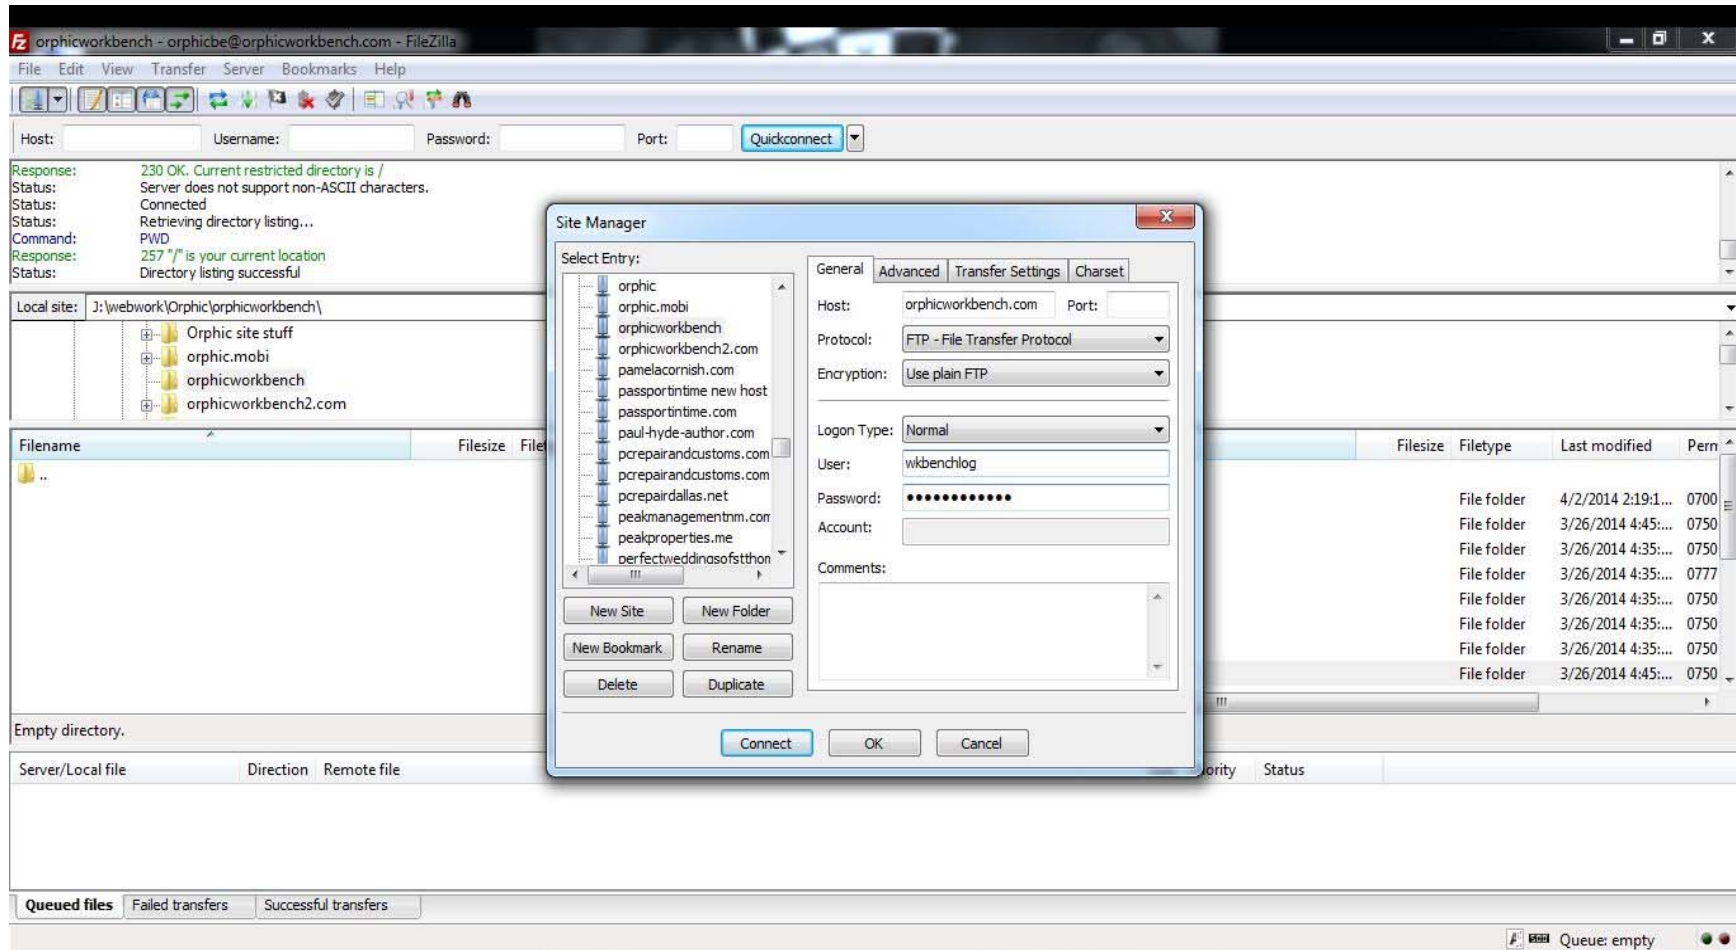 orphicworkbench - orphicbe@orphicworkbench.com - FileZilla
File Edit View Transfer Server Bookmarks Help
Host: Username: Password: Port: Quickconnect
Response: 230 OK. Current restricted directory is /
Status: Server does not support non-ASCII characters.
Status: Connected
Status: Retrieving directory listing...
Command: PWD
Response: 257 "/" is your current location
Status: Directory listing successful
Local site: J:\webwork\Orphic\orphicworkbench\
Orphic site stuff
orphic.mobi
orphicworkbench
orphicworkbench2.com
Filename Filesize
..
Empty directory.
Site Manager
Select Entry:
orphic
orphic.mobi
orphicworkbench
orphicworkbench2.com
pamelacornish.com
passportintime new host
passportintime.com
paul-hyde-author.com
pcrepairandcustoms.com
pcrepairandcustoms.com
pcrepairdallas.net
peakmanagementnm.com
peakproperties.me
perfectweddingsofstthon
New Site New Folder
New Bookmark Rename
Delete Duplicate
General Advanced Transfer Settings Charset
Host: orphicworkbench.com Port:
Protocol: FTP - File Transfer Protocol
Encryption: Use plain FTP
Logon Type: Normal
User: wkbenchlog
Password: ●●●●●●●●●●●●
Account:
Comments:
Connect OK Cancel
Filesize Filetype Last modified Perm
File folder 4/2/2014 2:19:1... 0700
File folder 3/26/2014 4:45:... 0750
File folder 3/26/2014 4:35:... 0750
File folder 3/26/2014 4:35:... 0777
File folder 3/26/2014 4:35:... 0750
File folder 3/26/2014 4:35:... 0750
File folder 3/26/2014 4:35:... 0750
File folder 3/26/2014 4:45:... 0750
Server/Local file Direction Remote file Status
Queued files Failed transfers Successful transfers
Queue: empty